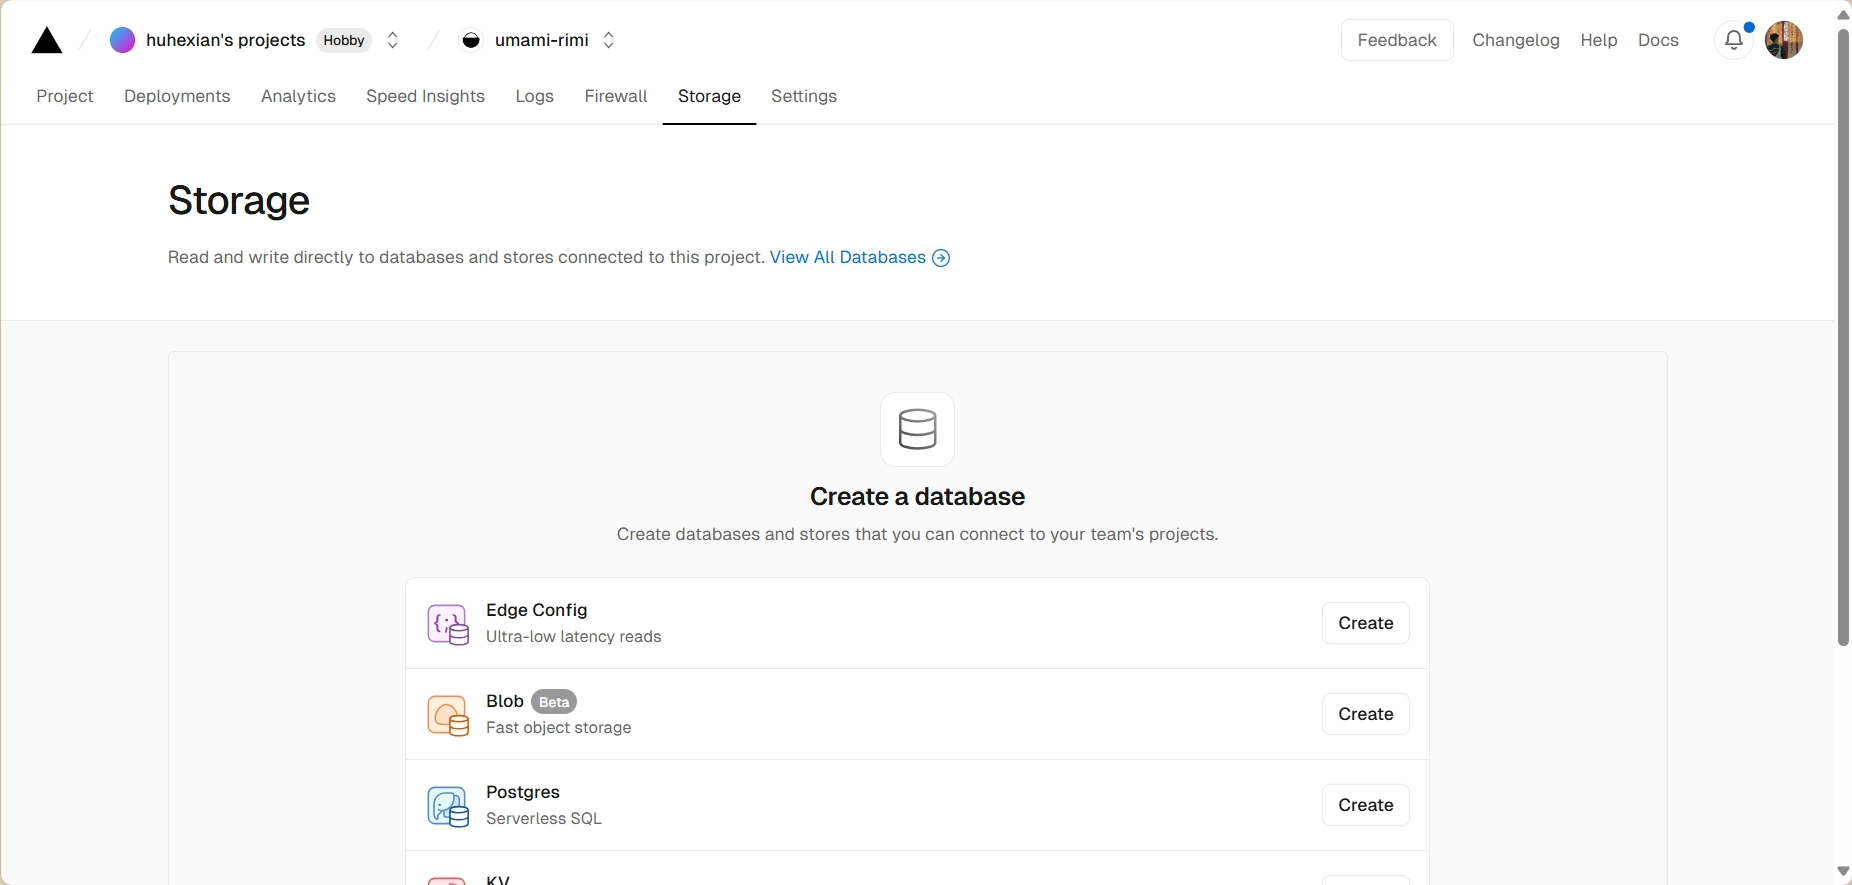 huhexian's projects Hobby umami-rimi Feedback Changelog Help Docs
Project Deployments Analytics Speed Insights Logs Firewall Storage Settings
Storage
Read and write directly to databases and stores connected to this project. View All Databases
Create a database
Create databases and stores that you can connect to your team's projects.
Edge Config
Ultra-low latency reads
Create
Blob Beta
Fast object storage
Create
Postgres
Serverless SQL
Create
KV